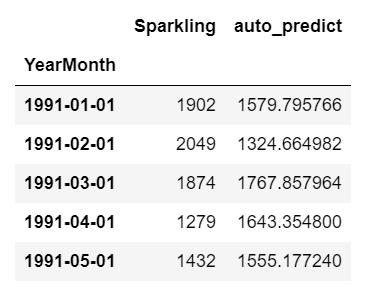 Sparkling auto_predict
YearMonth
1991-01-01 1902 1579.795766
1991-02-01 2049 1324.664982
1991-03-01 1874 1767.857964
1991-04-01 1279 1643.354800
1991-05-01 1432 1555.177240